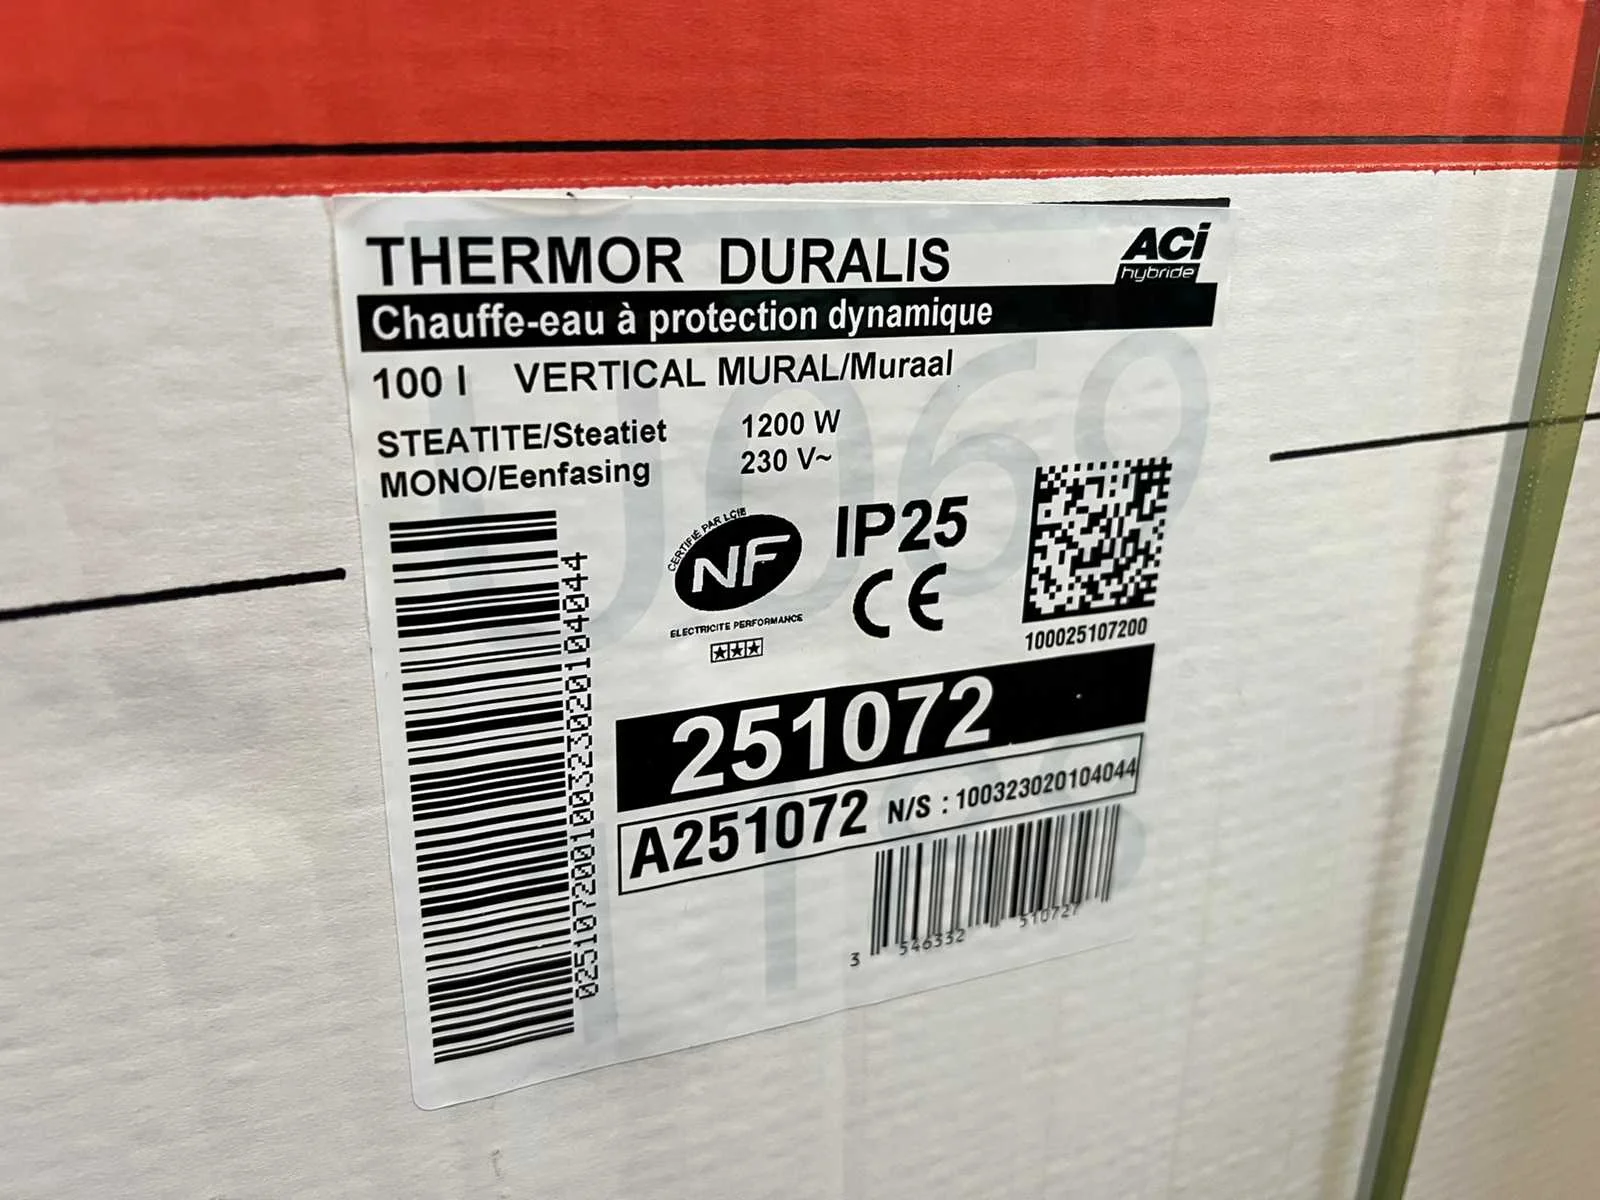 THERMOR DURALIS
ACi
hybride
Chauffe-eau à protection dynamique
100 l VERTICAL MURAL/Muraal
STEATITE/Steatiet 1200 W
MONO/Eenfasing 230 V~
CERTIFIÉ PAR LCIE
NF
ELECTRICITE PERFORMANCE
IP25
CE
100025107200
025107200100323020104044
251072
A251072 N/S : 100323020104044
3 546332 510727